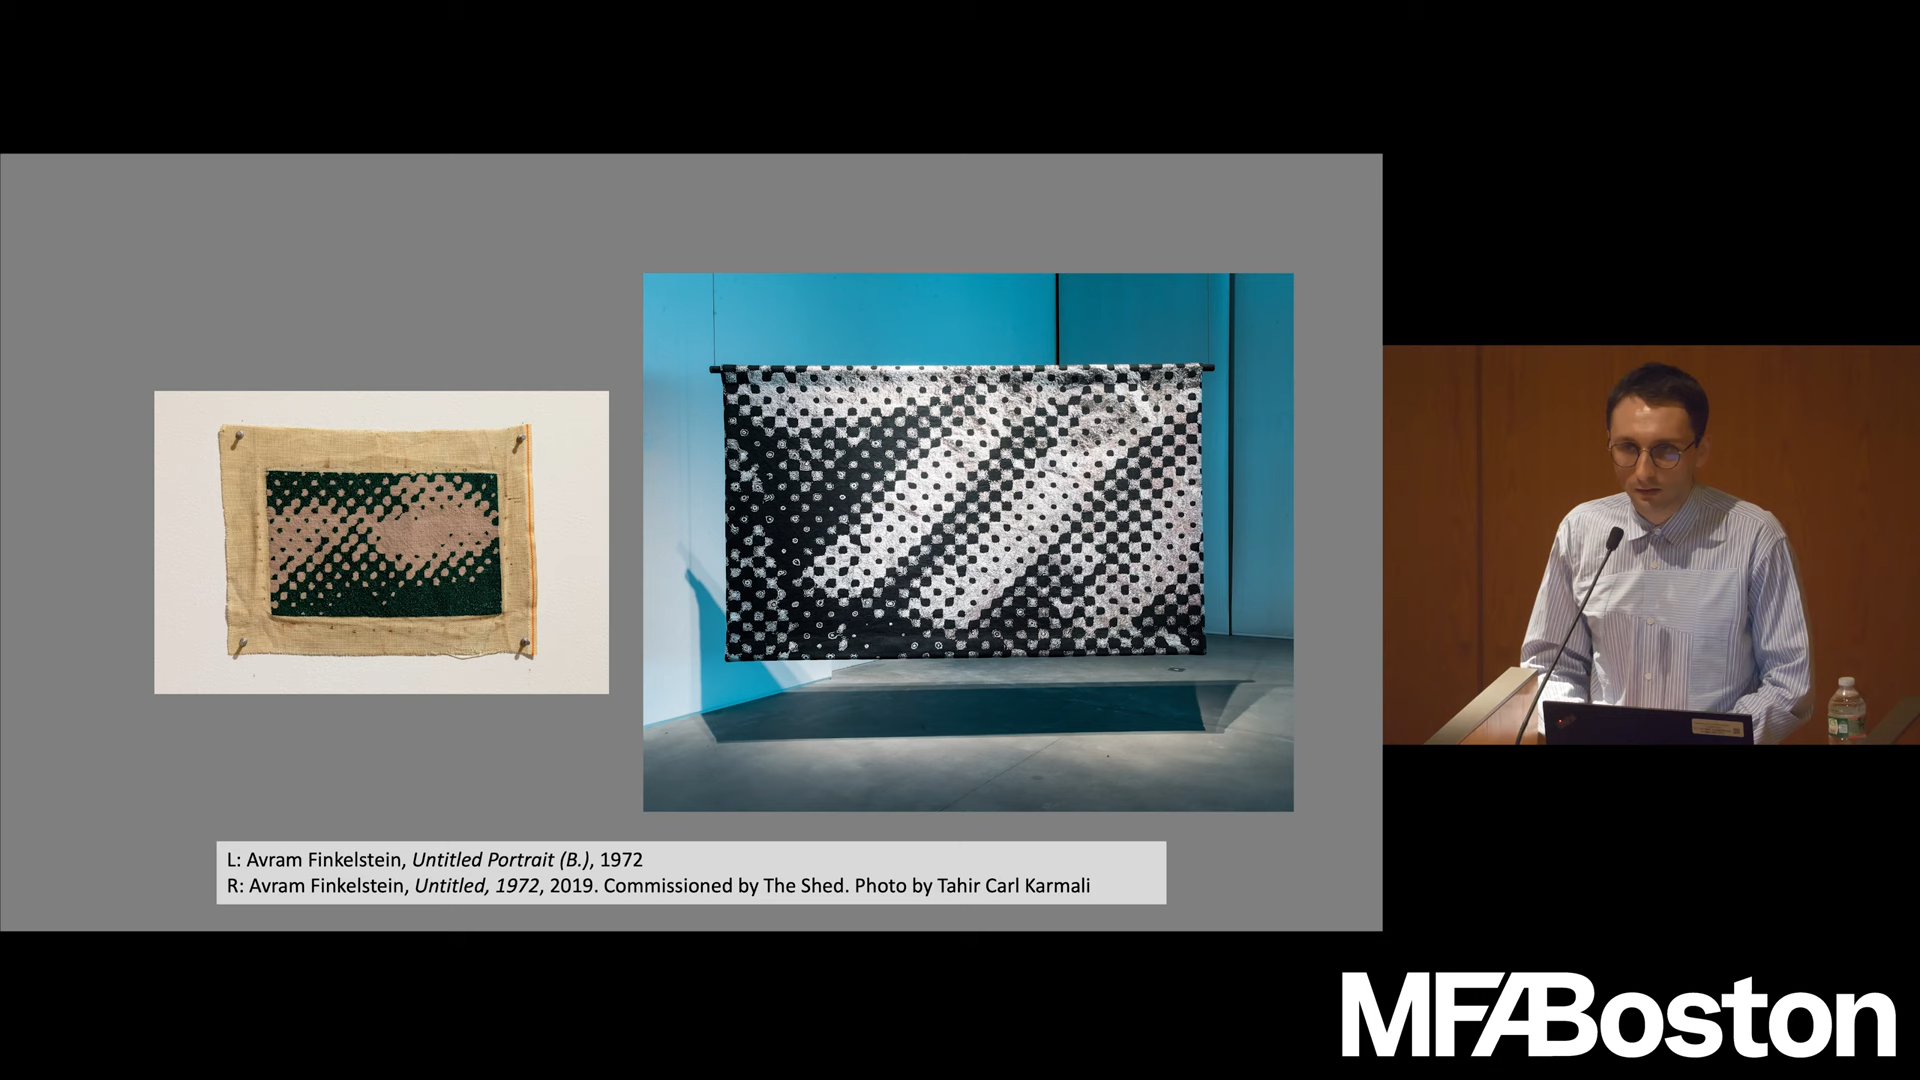 L: Avram Finkelstein, Untitled Portrait (B.), 1972
R: Avram Finkelstein, Untitled, 1972, 2019. Commissioned by The Shed. Photo by Tahir Carl Karmali
MFABoston